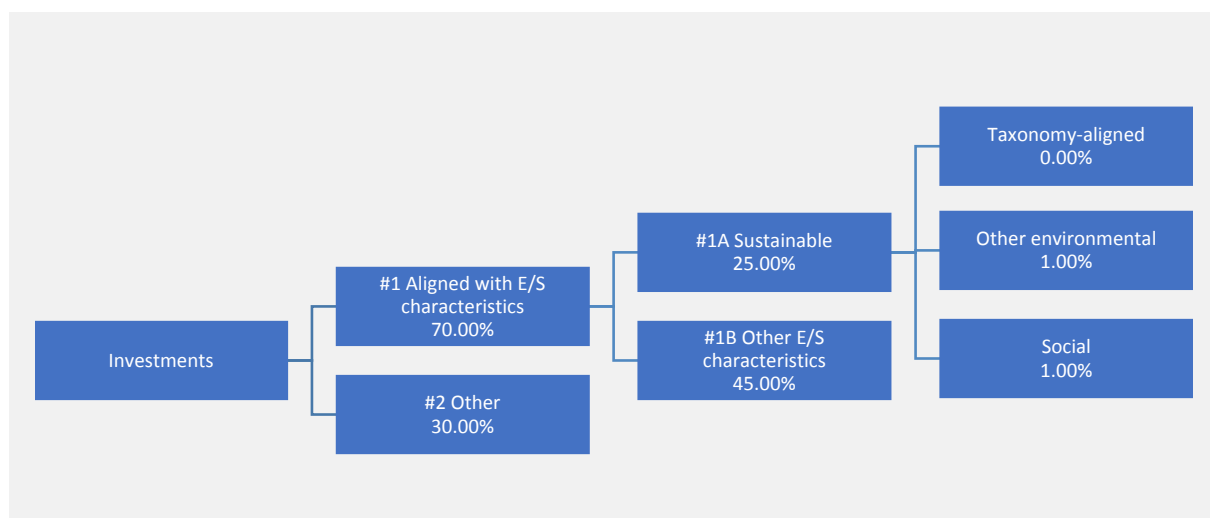 Investments
#1 Aligned with E/S
characteristics
70.00%
#2 Other
30.00%
#1A Sustainable
25.00%
#1B Other E/S
characteristics
45.00%
Taxonomy-aligned
0.00%
Other environmental
1.00%
Social
1.00%